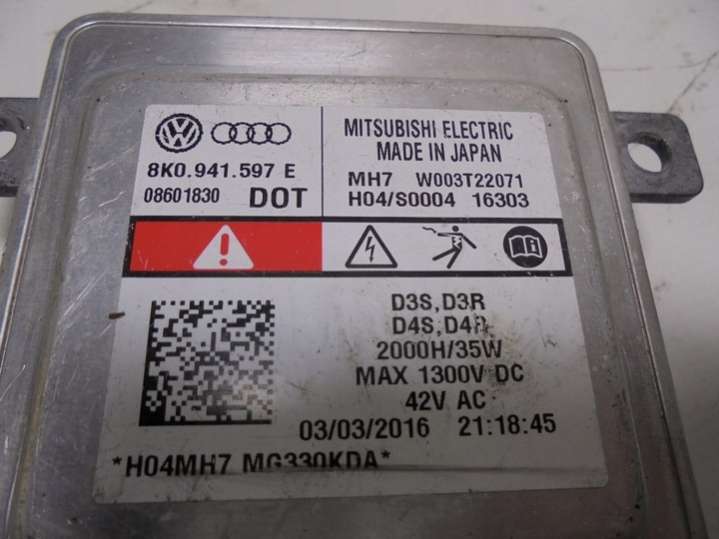 8K0.941.597 E
08601830 DOT
MITSUBISHI ELECTRIC
MADE IN JAPAN
MH7 W003T22071
H04/S0004 16303
D3S,D3R
D4S,D4R
2000H/35W
MAX 1300V DC
42V AC
03/03/2016 21:18:45
*H04MH7 MG330KDA*